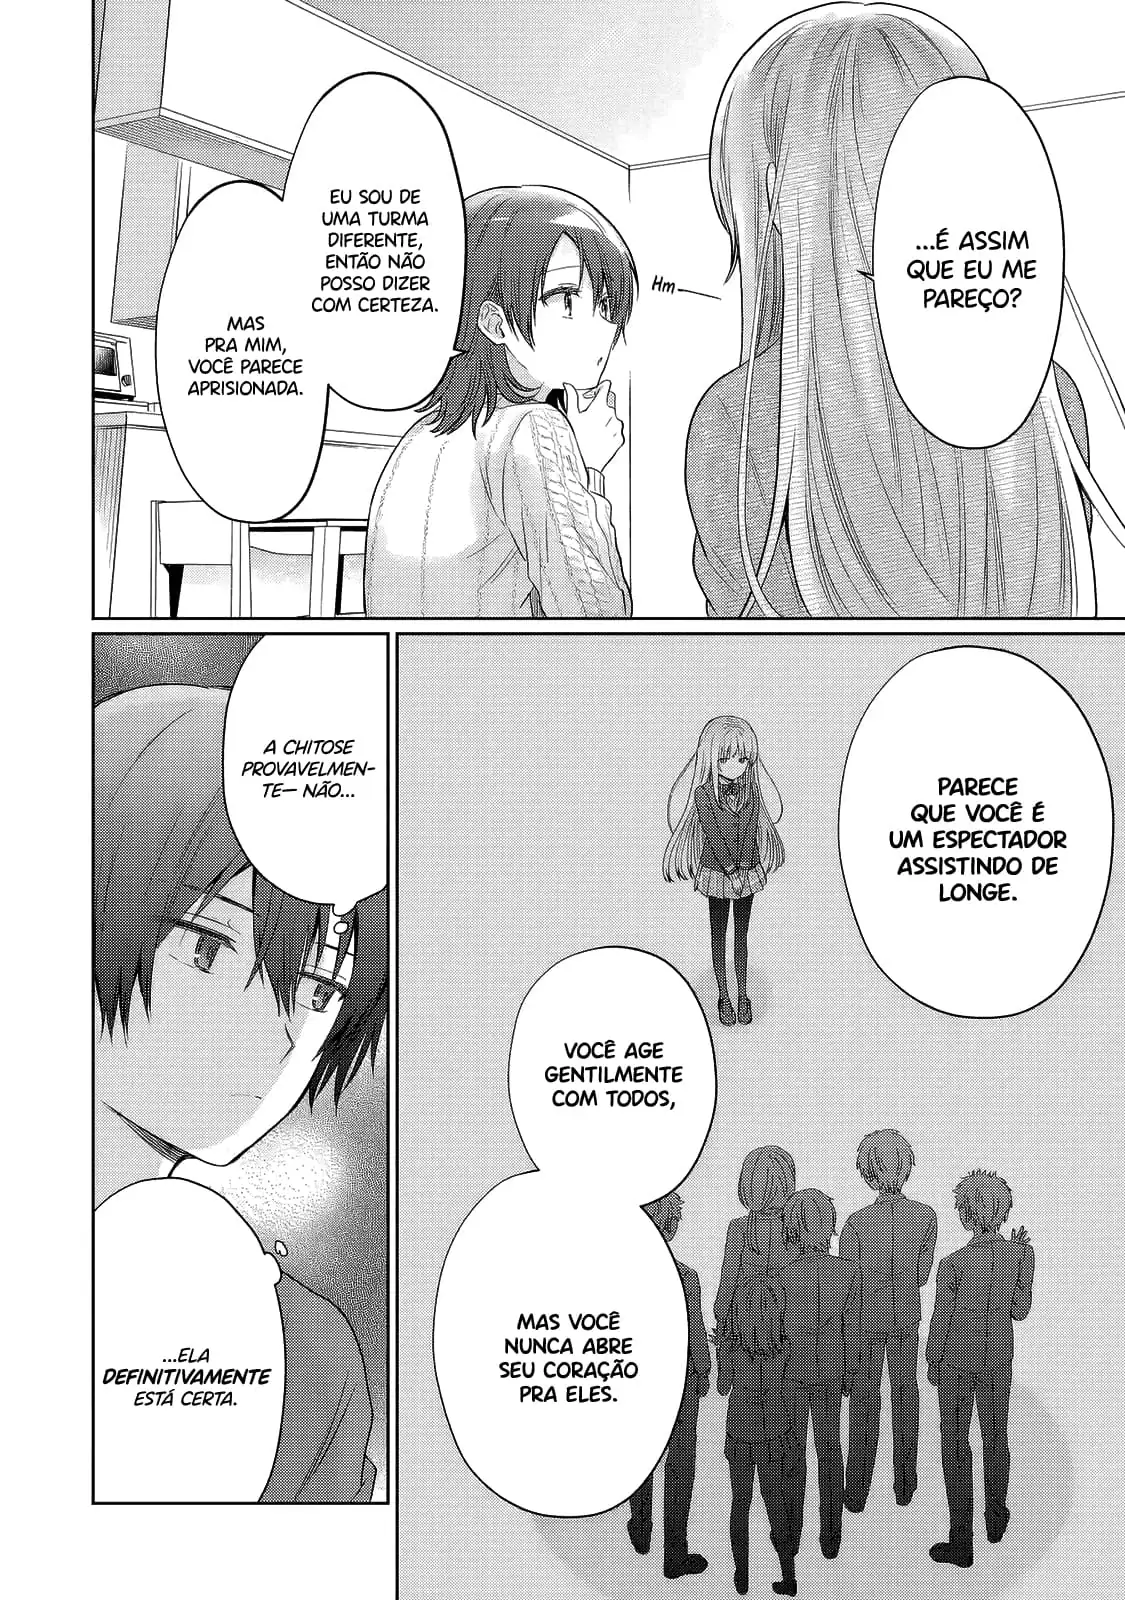 ...É ASSIM
QUE EU ME
PAREÇO?
Hm
EU SOU DE
UMA TURMA
DIFERENTE,
ENTÃO NÃO
POSSO DIZER
COM CERTEZA.
MAS
PRA MIM,
VOCÊ PARECE
APRISIONADA.
PARECE
QUE VOCÊ É
UM ESPECTADOR
ASSISTINDO DE
LONGE.
VOCÊ AGE
GENTILMENTE
COM TODOS,
MAS VOCÊ
NUNCA ABRE
SEU CORAÇÃO
PRA ELES.
A CHITOSE
PROVAVELMEN-
TE— NÃO...
...ELA
DEFINITIVAMENTE
ESTÁ CERTA.